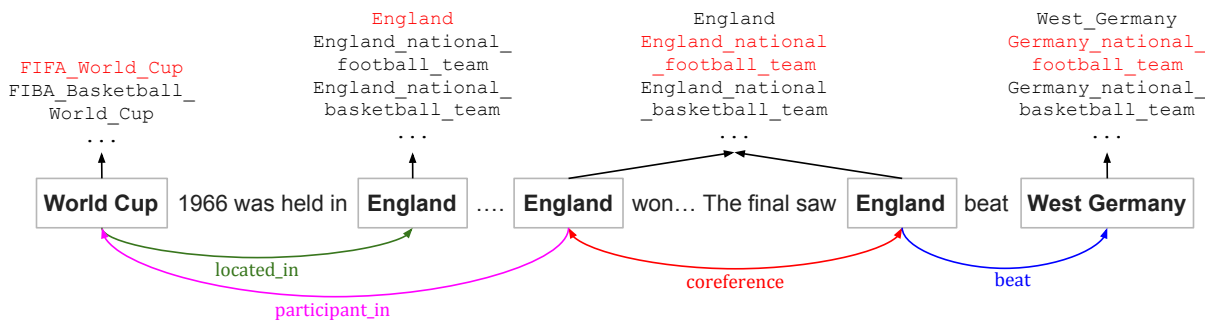 FIFA_World_Cup
FIBA_Basketball_
World_Cup
...
England
England_national_
football_team
England_national_
basketball_team
...
England
England_national
_football_team
England_national
_basketball_team
...
West_Germany
Germany_national_
football_team
Germany_national_
basketball_team
...
World Cup 1966 was held in England .... England won... The final saw England beat West Germany
located_in
participant_in
coreference
beat